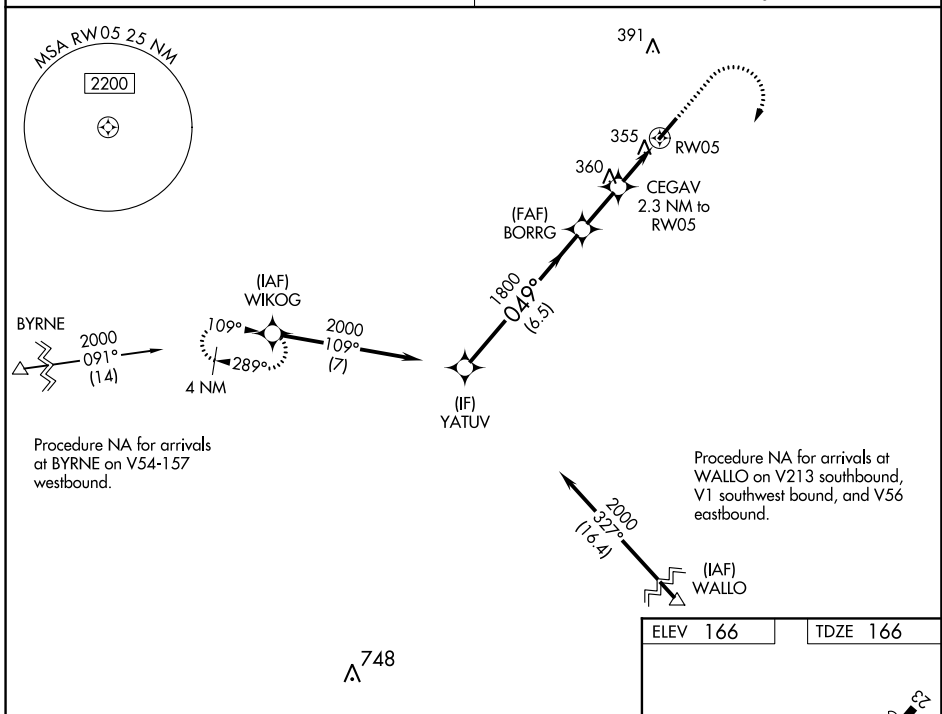 MSA RW05 25 NM
2200
391
355
RW05
360
CEGAV
2.3 NM to
RW05
(FAF)
BORRG
1800
049°
(6.5)
(IAF)
WIKOG
109°
289°
4 NM
2000
109°
(7)
BYRNE
2000
091°
(14)
(IF)
YATUV
Procedure NA for arrivals
at BYRNE on V54-157
westbound.
Procedure NA for arrivals at
WALLO on V213 southbound,
V1 southwest bound, and V56
eastbound.
2000
327°
(16.4)
(IAF)
WALLO
748
ELEV 166
TDZE 166
23